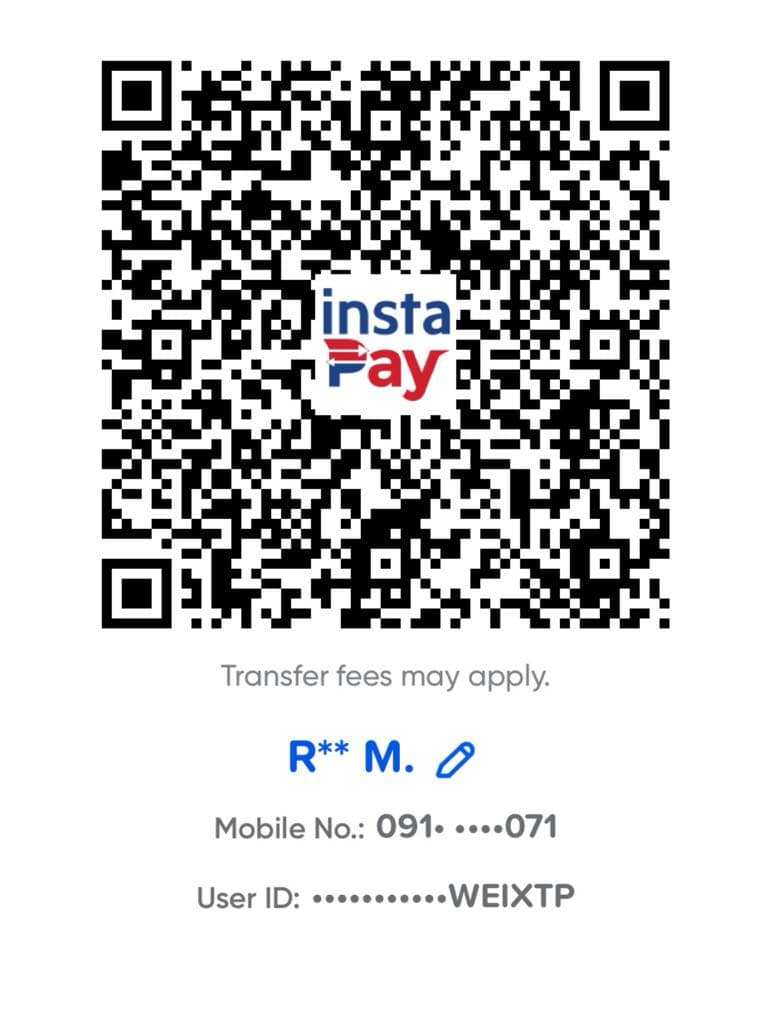 insta
Pay
Transfer fees may apply.
R** M.
Mobile No.: 091• ••••071
User ID: •••••••••••WEIXTP